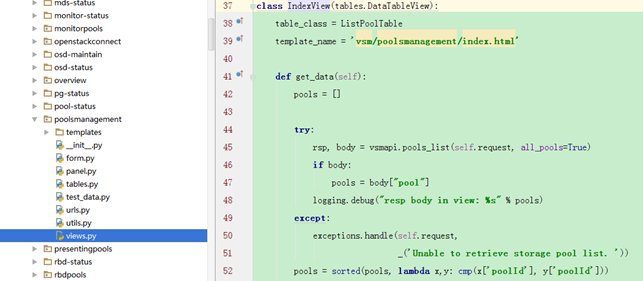 mds-status
monitor-status
monitorpools
openstackconnect
osd-maintain
osd-status
overview
pg-status
pool-status
poolsmanagement
templates
__init__.py
form.py
panel.py
tables.py
test_data.py
urls.py
utils.py
views.py
presentingpools
rbd-status
rbdpools
37 class IndexView(tables.DataTableView):
38 table_class = ListPoolTable
39 template_name = 'vsm/poolsmanagement/index.html'
40
41 def get_data(self):
42 pools = []
43
44 try:
45 rsp, body = vsmapi.pools_list(self.request, all_pools=True)
46 if body:
47 pools = body["pool"]
48 logging.debug("resp body in view: %s" % pools)
49 except:
50 exceptions.handle(self.request,
51 _('Unable to retrieve storage pool list. '))
52 pools = sorted(pools, lambda x,y: cmp(x['poolId'], y['poolId']))